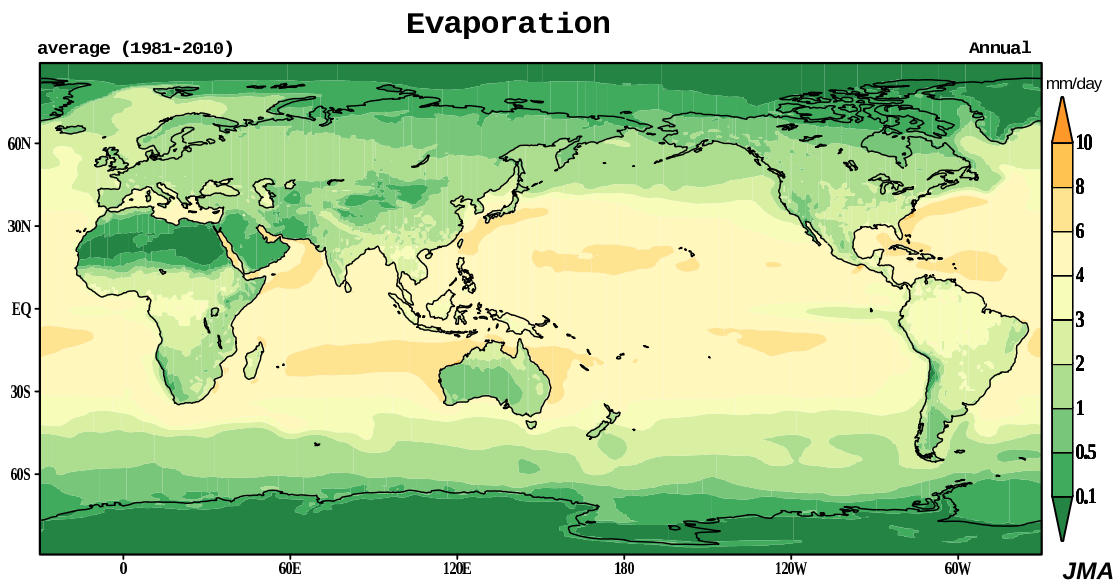 Evaporation
average (1981-2010)
Annual
mm/day
10
8
6
4
3
2
1
0.5
0.1
60N
30N
EQ
30S
60S
0
60E
120E
180
120W
60W
JMA